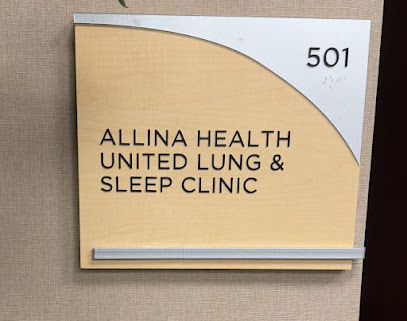 501
ALLINA HEALTH
UNITED LUNG &
SLEEP CLINIC